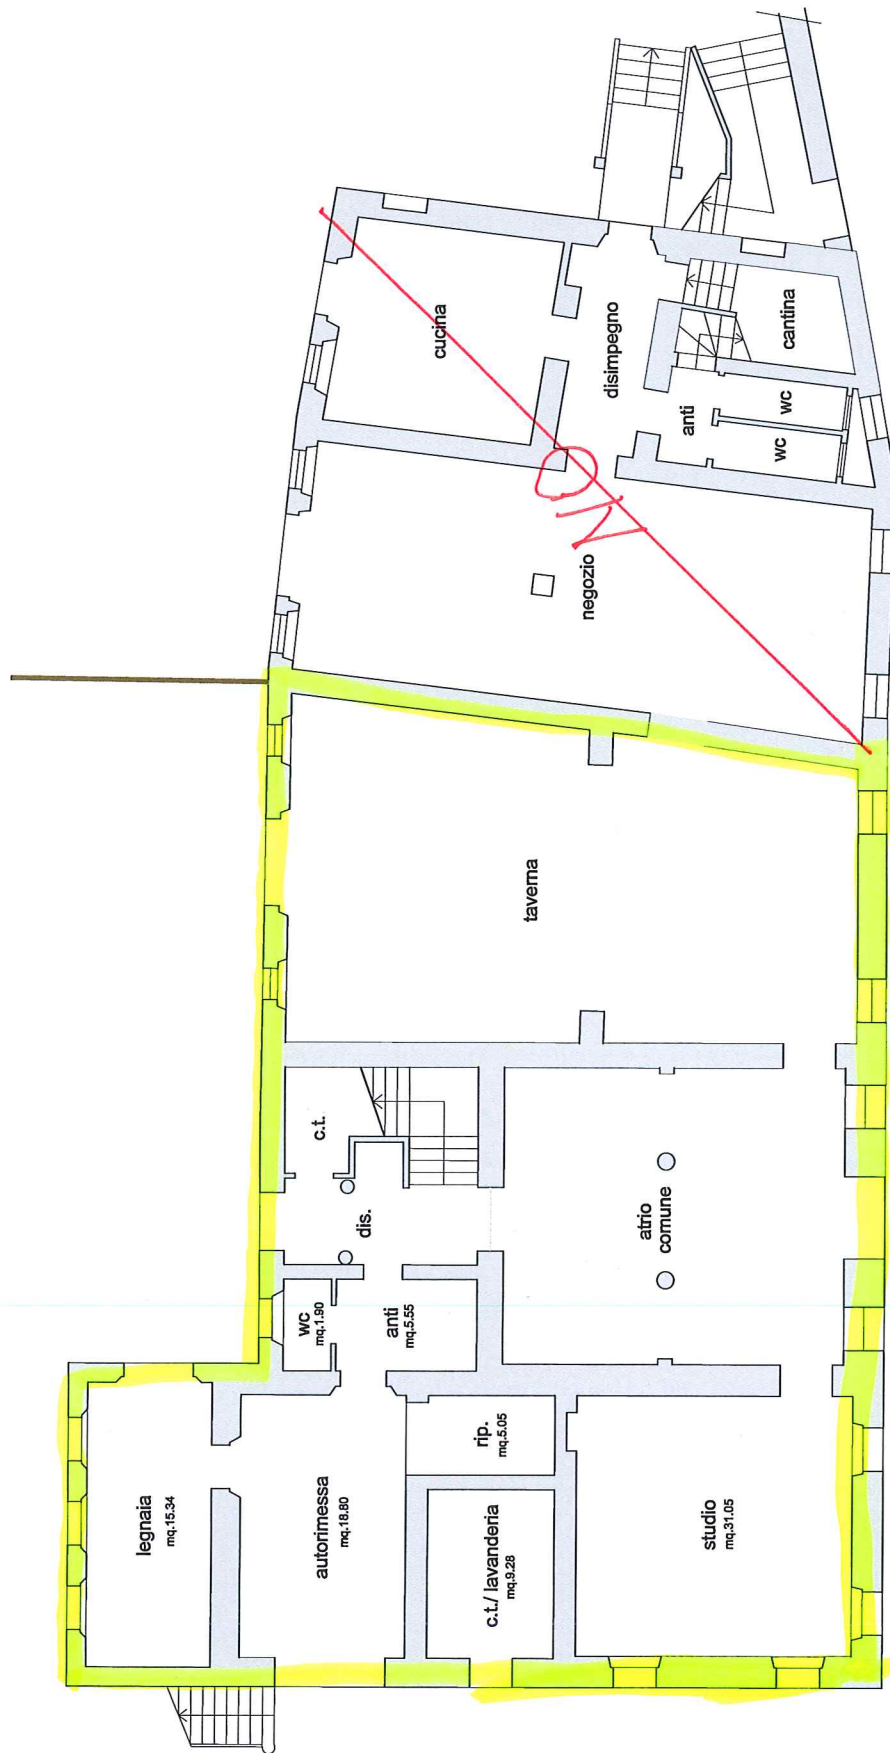 cucina
disimpegno
cantina
anti
wc
wc
NO
negozio
taverna
c.t.
dis.
atrio
comune
wc
mq.1.90
anti
mq.5.55
rip.
mq.5.05
legnaia
mq.15.34
autorimessa
mq.18.80
c.t./ lavanderia
mq.9.28
studio
mq.31.05